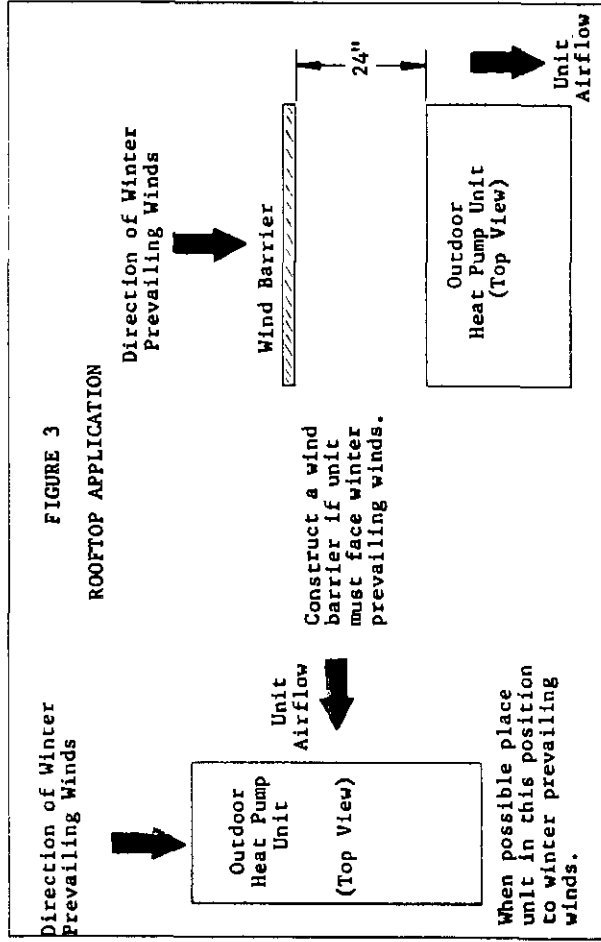 FIGURE 3
ROOFTOP APPLICATION
Direction of Winter
Prevailing Winds
Outdoor
Heat Pump
Unit
(Top View)
Unit
Airflow
When possible place
unit in this position
to winter prevailing
winds.
Construct a wind
barrier if unit
must face winter
prevailing winds.
Direction of Winter
Prevailing Winds
Wind Barrier
24"
Outdoor
Heat Pump Unit
(Top View)
Unit
Airflow